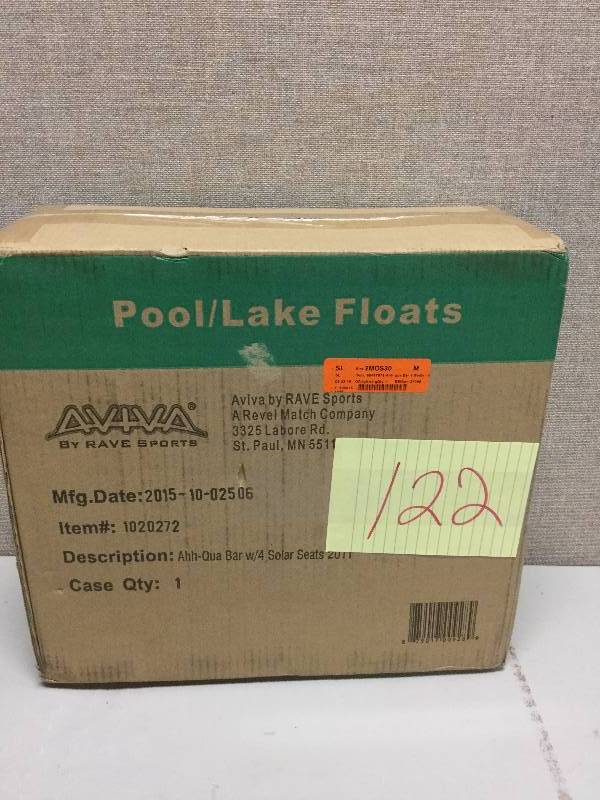 Pool/Lake Floats
SJ 2MOS30 M
AVIVA®
BY RAVE SPORTS
Aviva by RAVE Sports
A Revel Match Company
3325 Labore Rd.
St. Paul, MN 5511
122
Mfg.Date:2015-10-02506
Item#: 1020272
Description: Ahh-Qua Bar w/4 Solar Seats 2011
Case Qty: 1